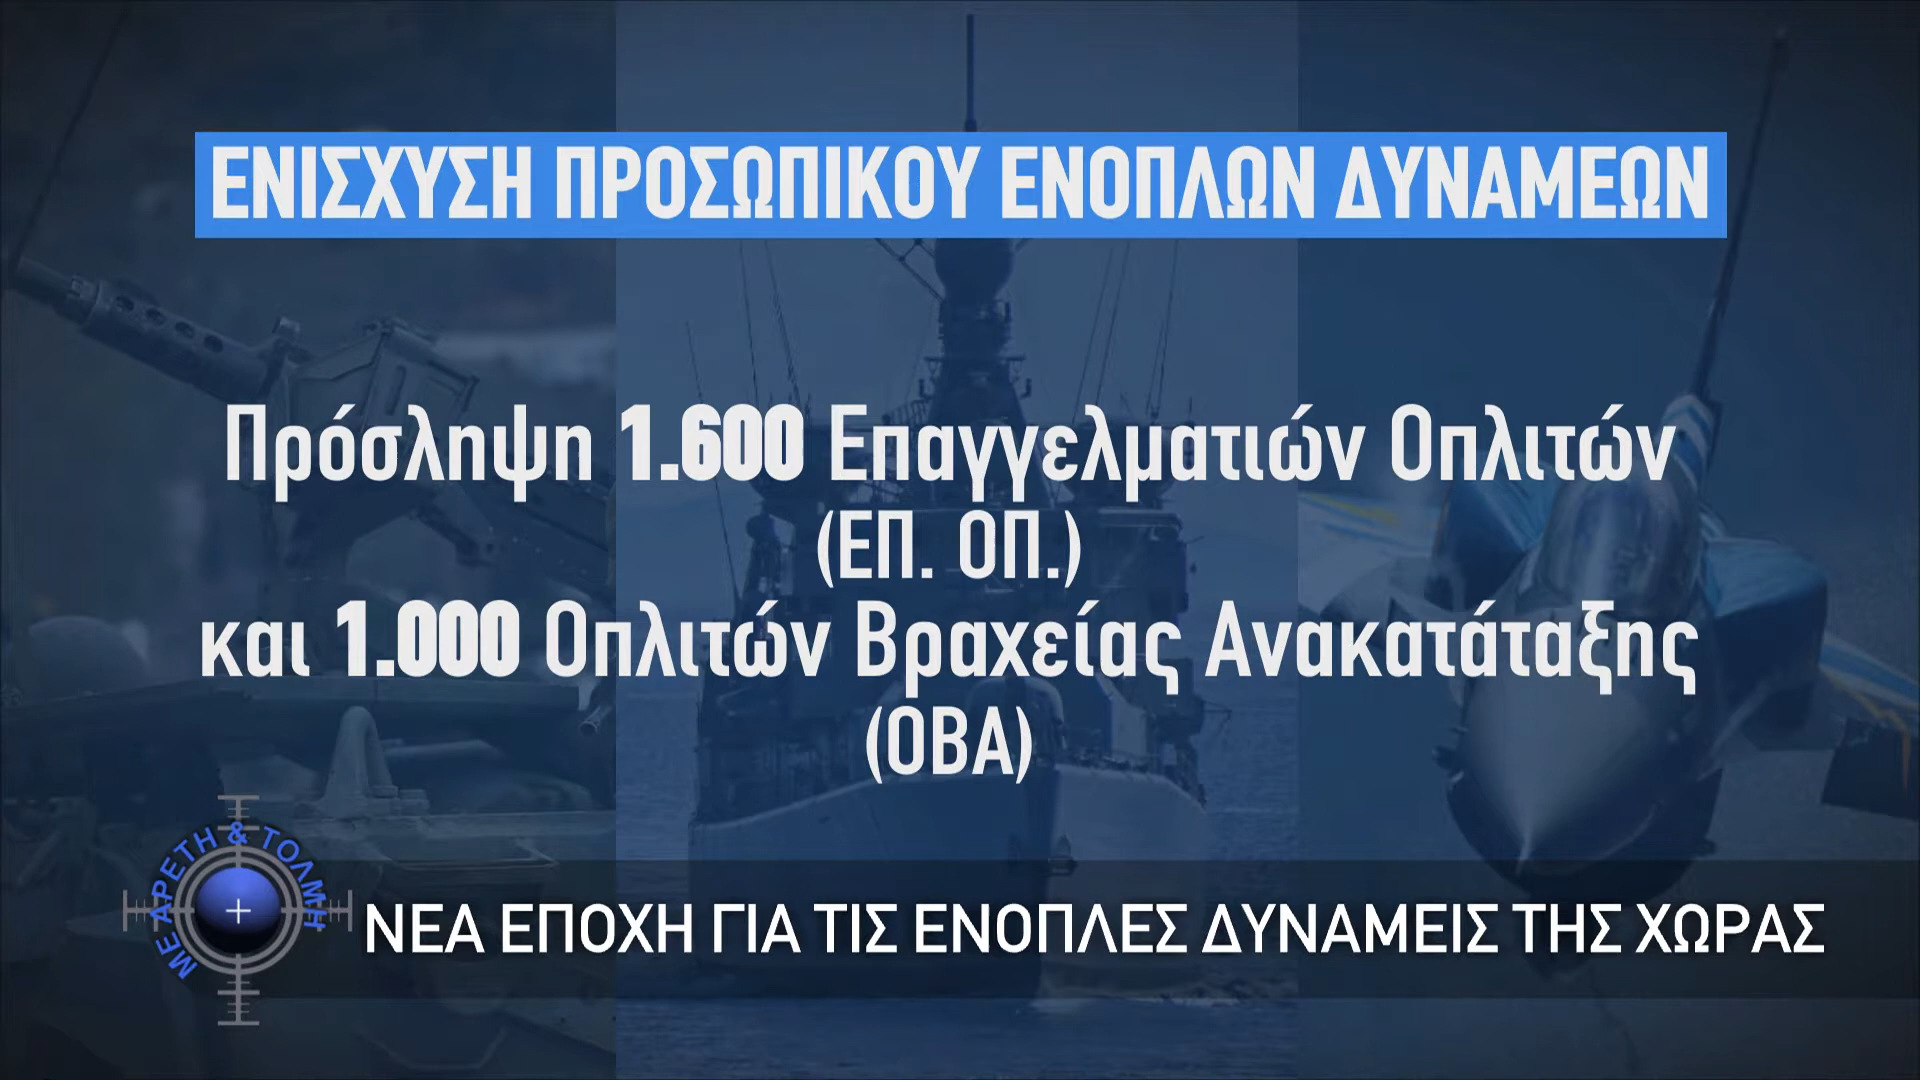 ΕΝΙΣΧΥΣΗ ΠΡΟΣΩΠΙΚΟΥ ΕΝΟΠΛΩΝ ΔΥΝΑΜΕΩΝ
Πρόσληψη 1.600 Επαγγελματιών Οπλιτών
(ΕΠ. ΟΠ.)
και 1.000 Οπλιτών Βραχείας Ανακατάταξης
(ΟΒΑ)
ΜΕ ΑΡΕΤΗ & ΤΟΛΜΗ
ΝΕΑ ΕΠΟΧΗ ΓΙΑ ΤΙΣ ΕΝΟΠΛΕΣ ΔΥΝΑΜΕΙΣ ΤΗΣ ΧΩΡΑΣ